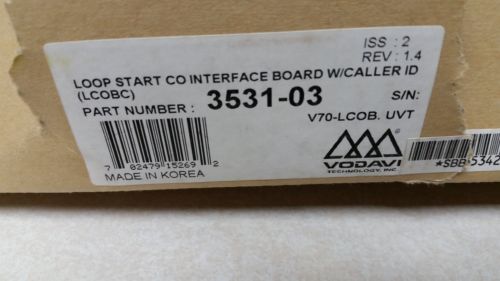 ISS : 2
REV : 1.4
LOOP START CO INTERFACE BOARD W/CALLER ID
(LCOBC)
PART NUMBER : 3531-03 S/N:
V70-LCOB. UVT
7 02479 15269 2
MADE IN KOREA
VODAVI
TECHNOLOGY, INC
*SBB5342